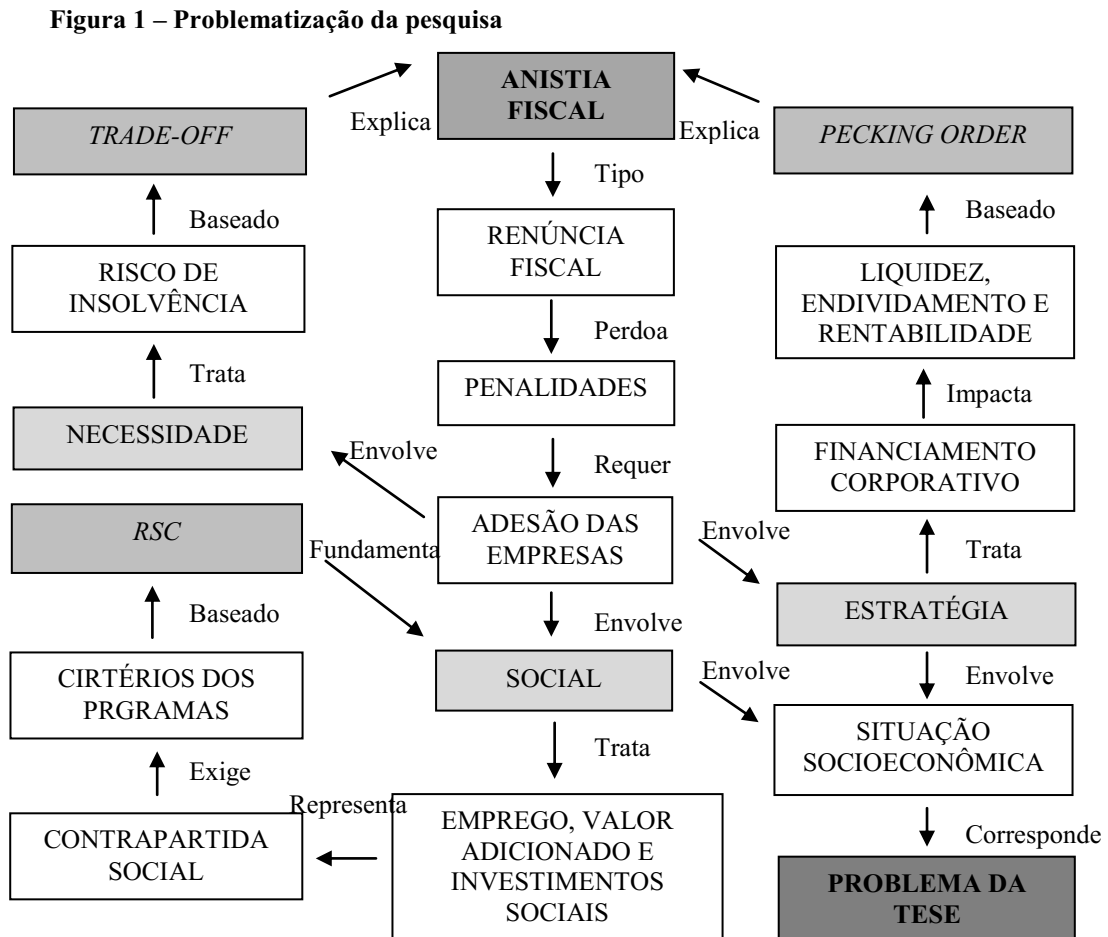 Figura 1 – Problematização da pesquisa
ANISTIA
FISCAL
Explica
Explica
TRADE-OFF
PECKING ORDER
Tipo
Baseado
Baseado
RENÚNCIA
FISCAL
RISCO DE
INSOLVÊNCIA
LIQUIDEZ,
ENDIVIDAMENTO E
RENTABILIDADE
Perdoa
Trata
PENALIDADES
Impacta
NECESSIDADE
Envolve
Requer
FINANCIAMENTO
CORPORATIVO
RSC
Fundamenta
ADESÃO DAS
EMPRESAS
Envolve
Trata
Baseado
Envolve
ESTRATÉGIA
CIRTÉRIOS DOS
PRGRAMAS
SOCIAL
Envolve
Envolve
Exige
Trata
SITUAÇÃO
SOCIOECONÔMICA
Representa
CONTRAPARTIDA
SOCIAL
EMPREGO, VALOR
ADICIONADO E
INVESTIMENTOS
SOCIAIS
Corresponde
PROBLEMA DA
TESE